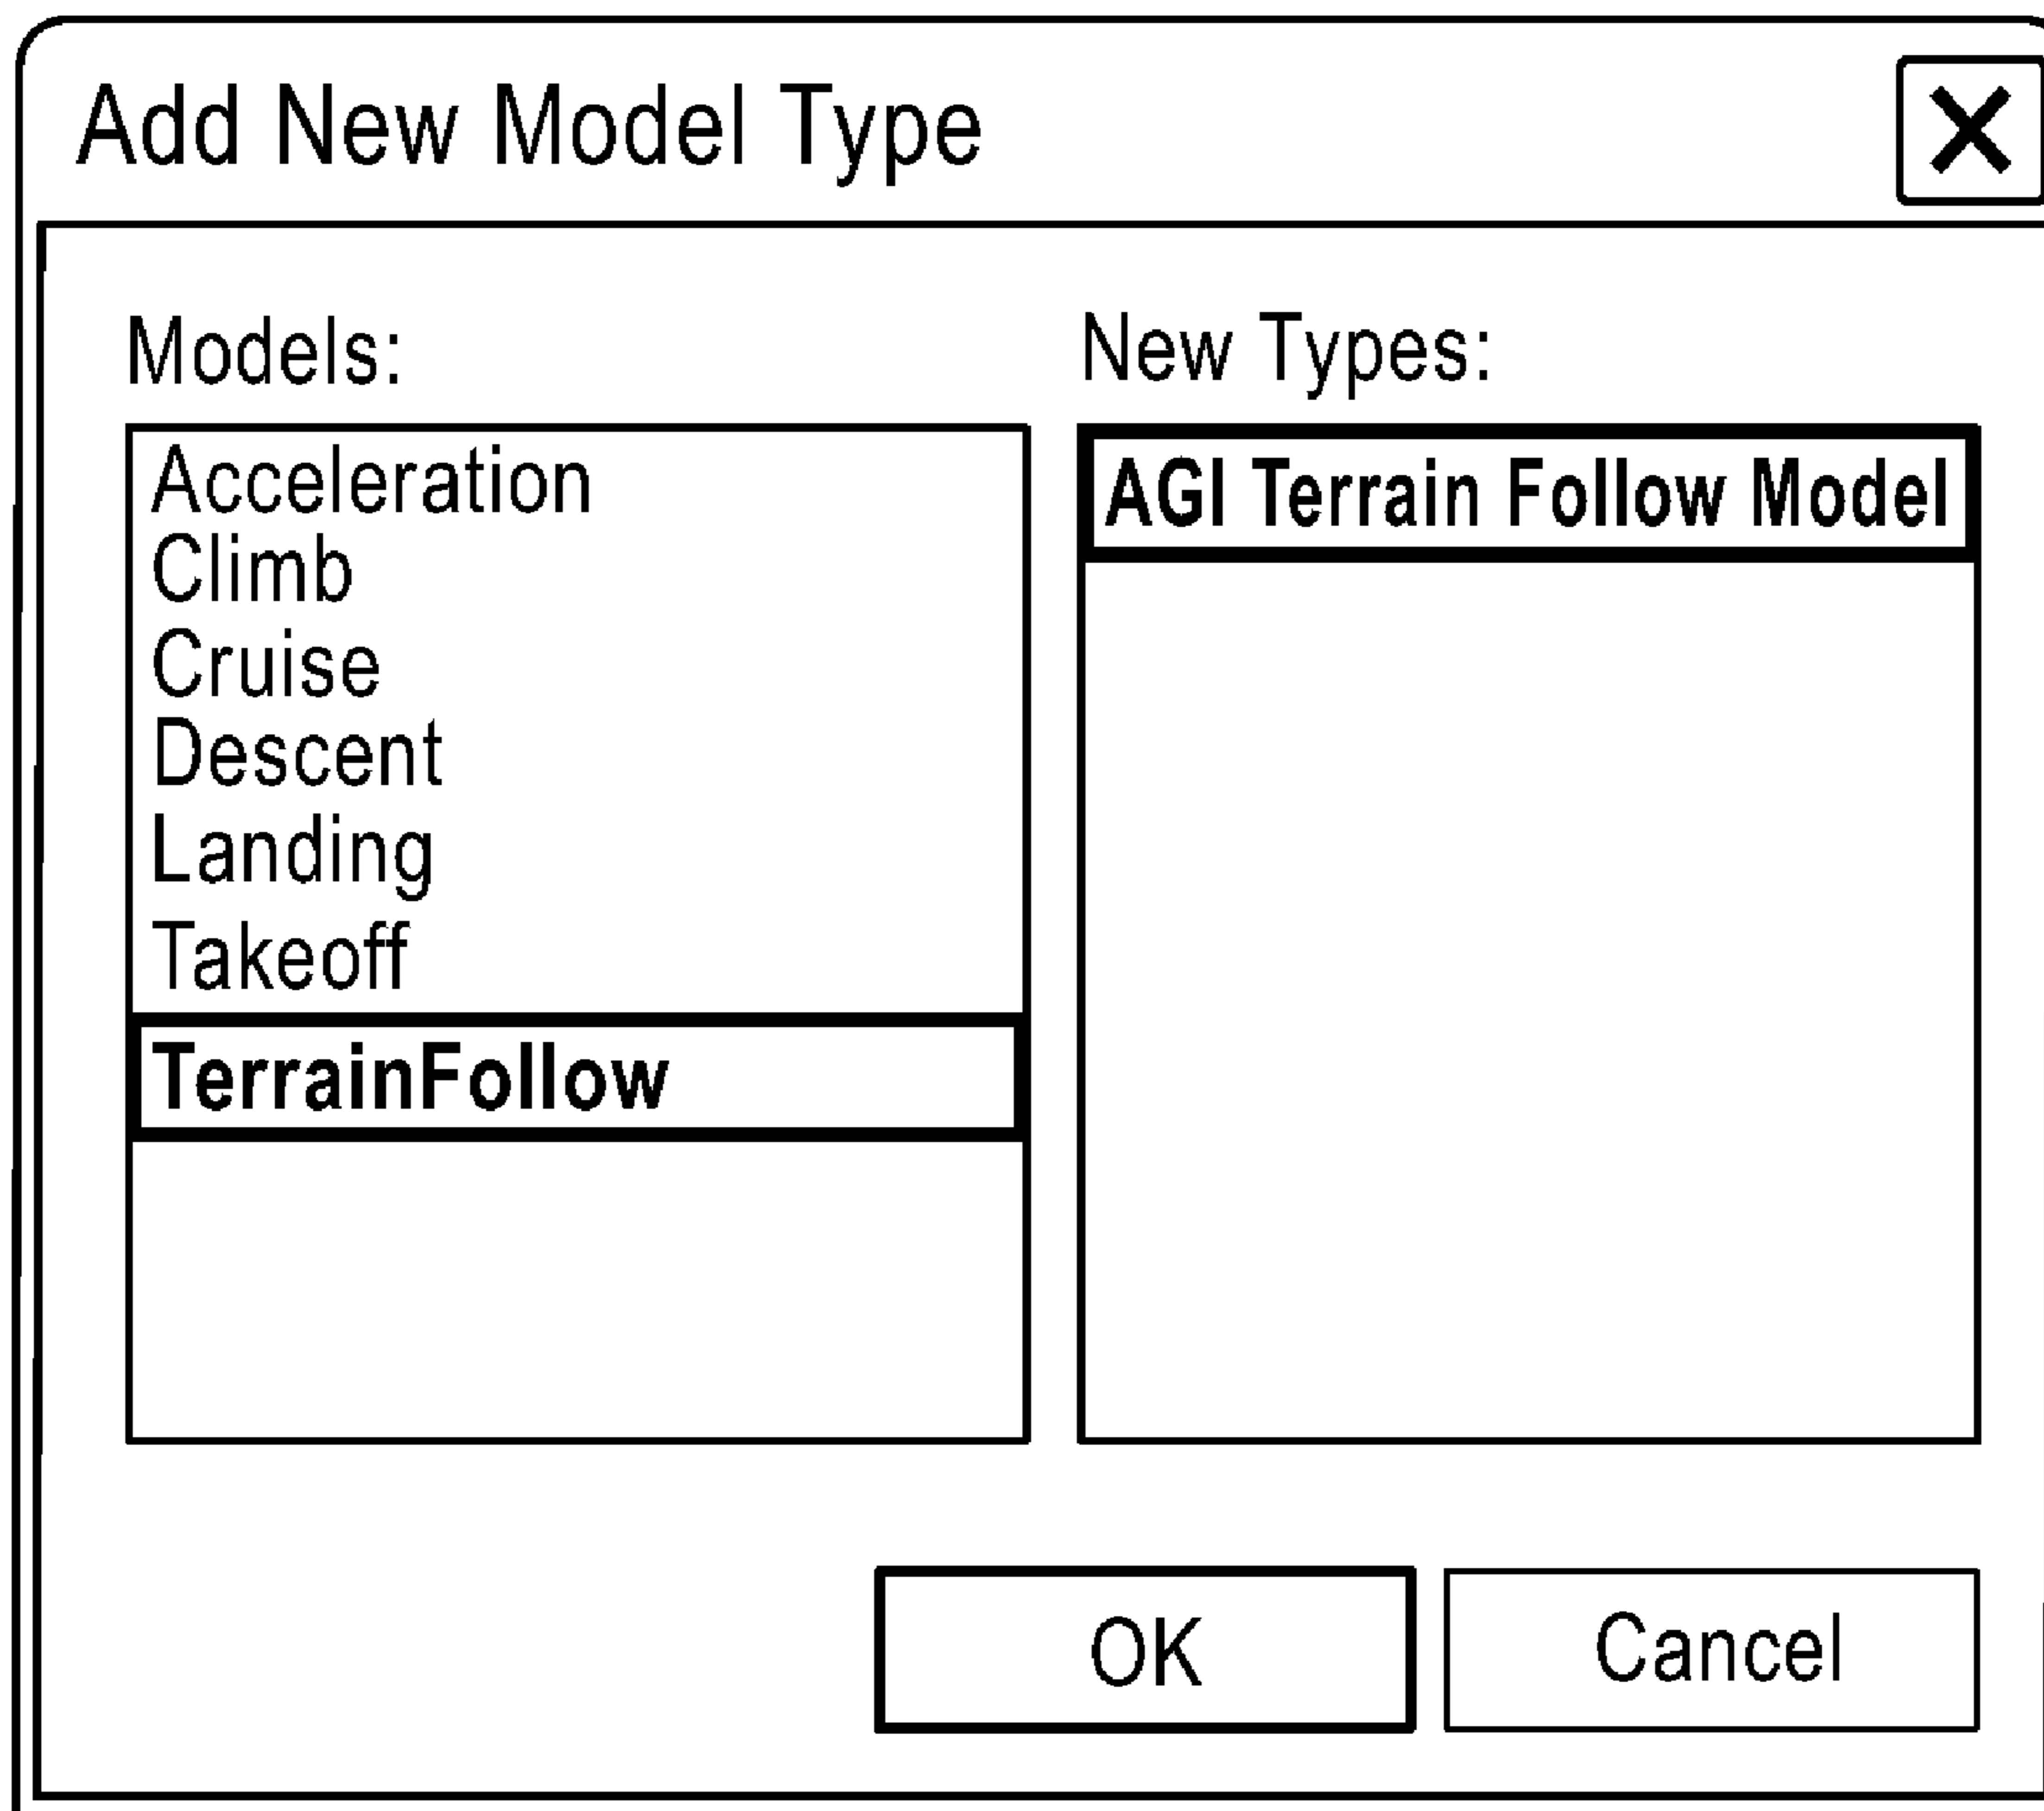 Add New Model Type
Models:
New Types:
Acceleration
Climb
Cruise
Descent
Landing
Takeoff
TerrainFollow
AGI Terrain Follow Model
OK
Cancel